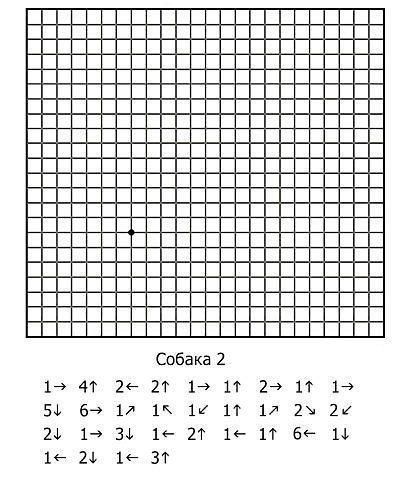 Собака 2
1→ 4↑ 2← 2↑ 1→ 1↑ 2→ 1↑ 1→
5↓ 6→ 1↗ 1↖ 1↙ 1↑ 1↗ 2↘ 2↙
2↓ 1→ 3↓ 1← 2↑ 1← 1↑ 6← 1↓
1← 2↓ 1← 3↑